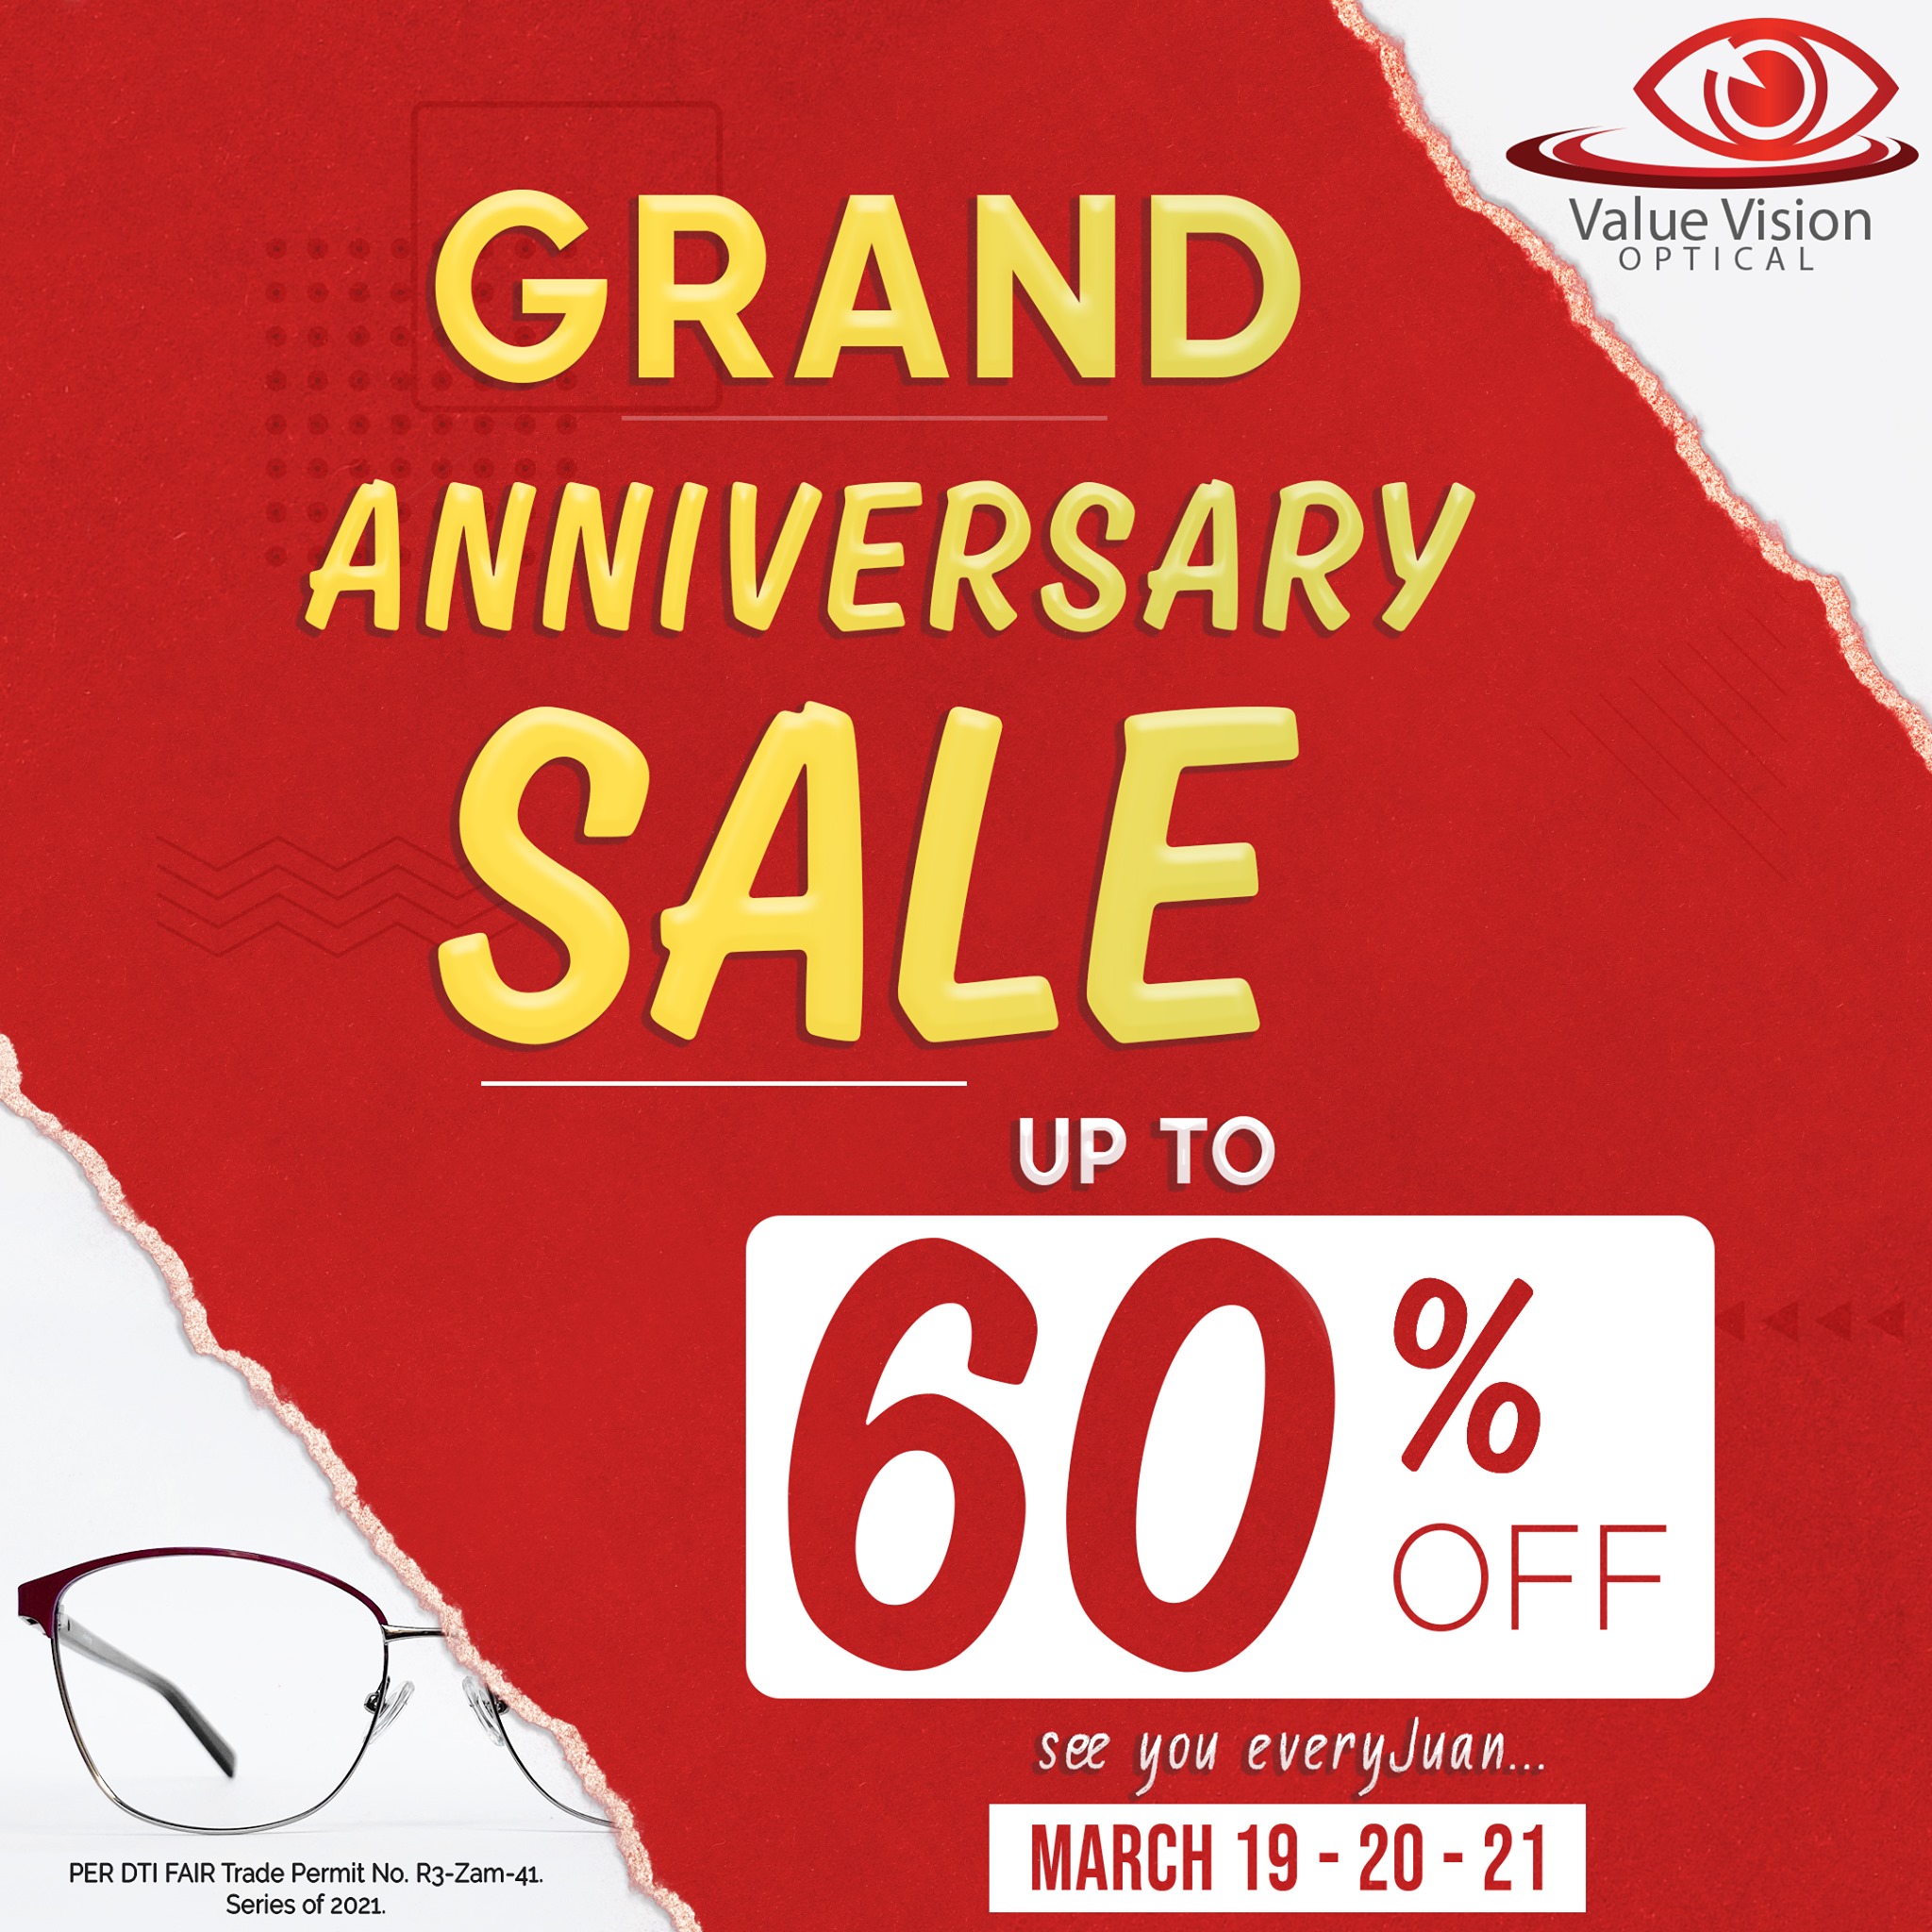 Value Vision
OPTICAL
GRAND
ANNIVERSARY
SALE
UP TO
60%
OFF
see you everyJuan...
MARCH 19 - 20 - 21
PER DTI FAIR Trade Permit No. R3-Zam-41.
Series of 2021.